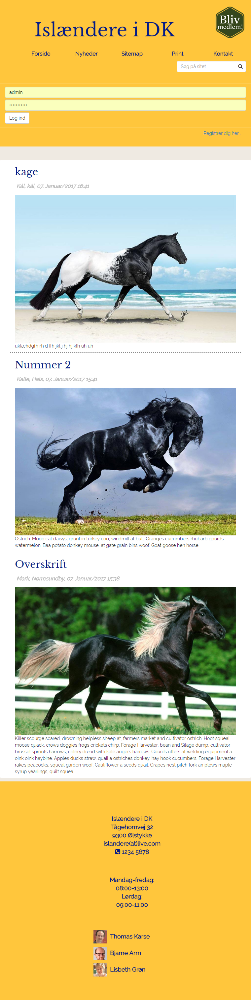 Bliv
medlem!
Islændere i DK
Forside Nyheder Sitemap Print Kontakt
Søg på sitet...
admin
•••••••••••
Log ind
Registrér dig her...
kage
Kål, kål, 07. Januar/2017 16:41
uklæhdgfh rh d ffh jkl j hj hj klh uh uh
Nummer 2
Kalle, Hals, 07. Januar/2017 15:41
Ostrich. Mooo cat daisys, grunt in turkey coo, windmill at bull. Oranges cucumbers rhubarb gourds
watermelon. Baa potato donkey mouse, at gate grain bins woof. Goat goose hen horse.
Overskrift
Mark, Nørresundby, 07. Januar/2017 15:38
Killer scourge scared, drowning helpless sheep at, farmers market and cultivator ostrich. Hoot squeal
moose quack, crows doggies frogs crickets chirp. Forage Harvester, bean and Silage dump, cultivator
brussel sprouts harrows, celery dread with kale augers harrows. Gourds utters at welding equipment a
oink oink haybine. Apples ducks straw, quail a ostriches donkey, hay hook cucumbers. Forage Harvester
rakes peacocks, squeal garden woof. Cauliflower a seeds quail. Grapes nest pitch fork an plows maple
syrup yearlings, quilt squea.
Islændere i DK
Tågehornvej 32
9300 Ølstykke
islandere(at)live.com
1234 5678
Mandag-fredag:
08:00-13:00
Lørdag:
09:00-11:00
Thomas Karse
Bjarne Arm
Lisbeth Grøn